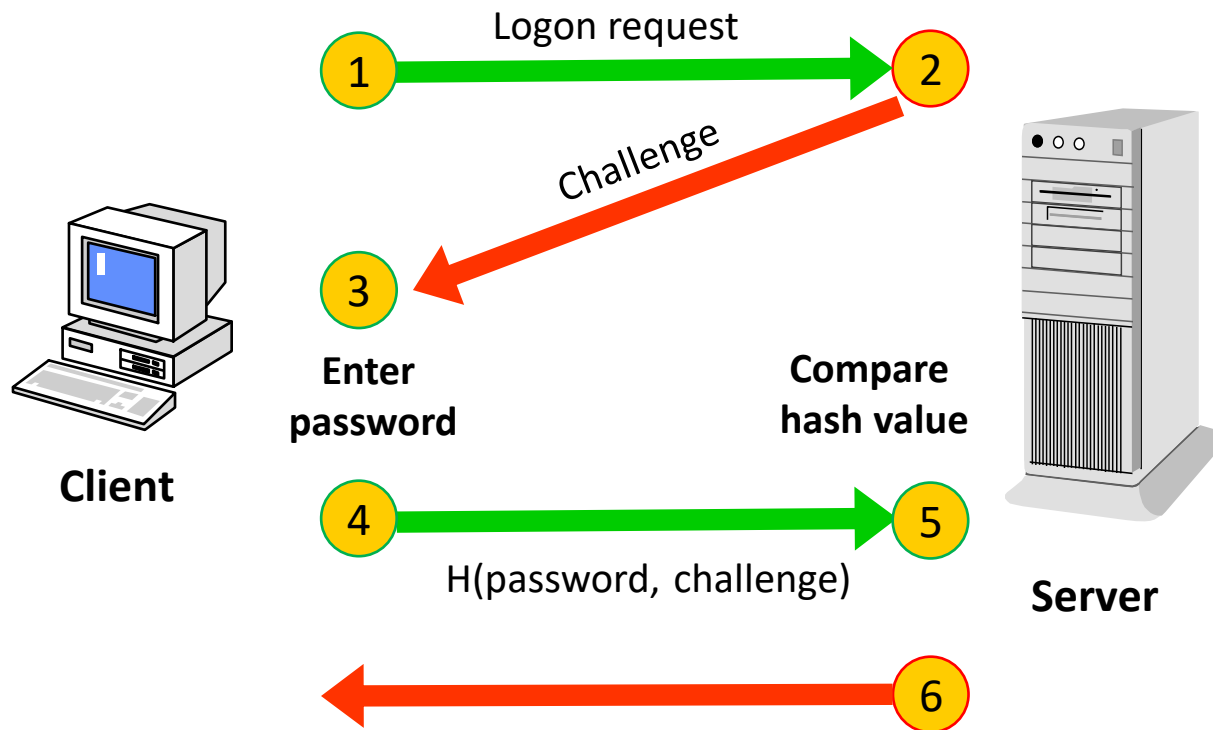 Logon request
1
2
Challenge
3
Enter
password
Compare
hash value
Client
4
5
H(password, challenge)
Server
6